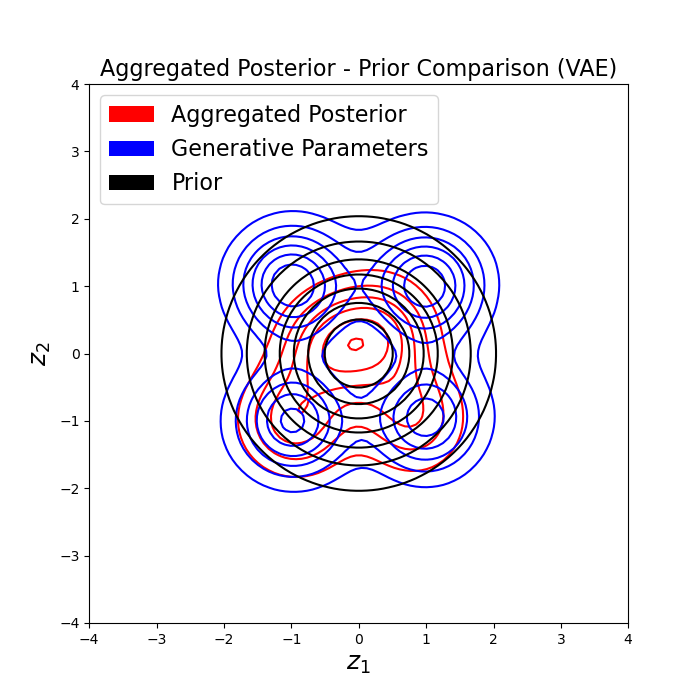 Aggregated Posterior - Prior Comparison (VAE)
Aggregated Posterior
Generative Parameters
Prior
4
3
2
1
0
−1
−2
−3
−4
z₂
−4 −3 −2 −1 0 1 2 3 4
z₁